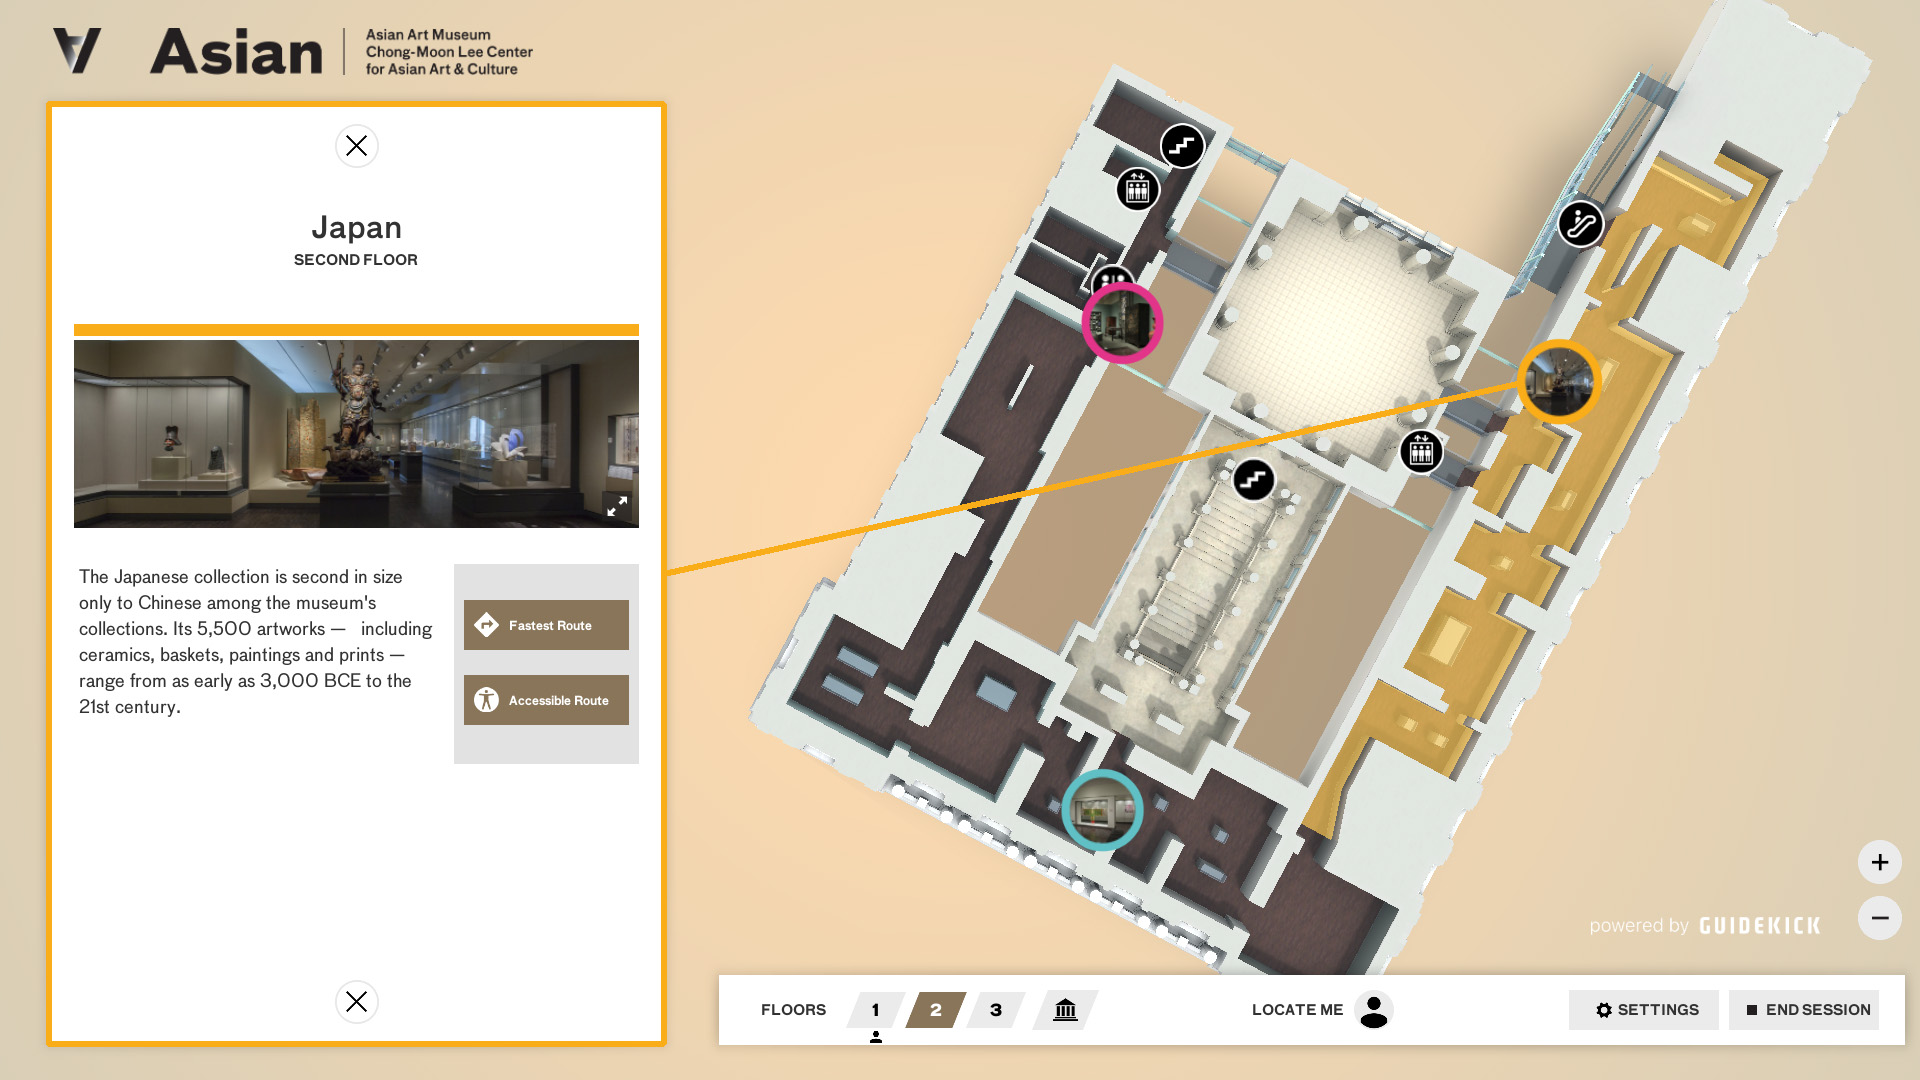 Asian
Asian Art Museum
Chong-Moon Lee Center
for Asian Art & Culture
Japan
SECOND FLOOR
The Japanese collection is second in size
only to Chinese among the museum's
collections. Its 5,500 artworks — including
ceramics, baskets, paintings and prints —
range from as early as 3,000 BCE to the
21st century.
Fastest Route
Accessible Route
powered by GUIDEKICK
FLOORS
1
2
3
LOCATE ME
SETTINGS
END SESSION